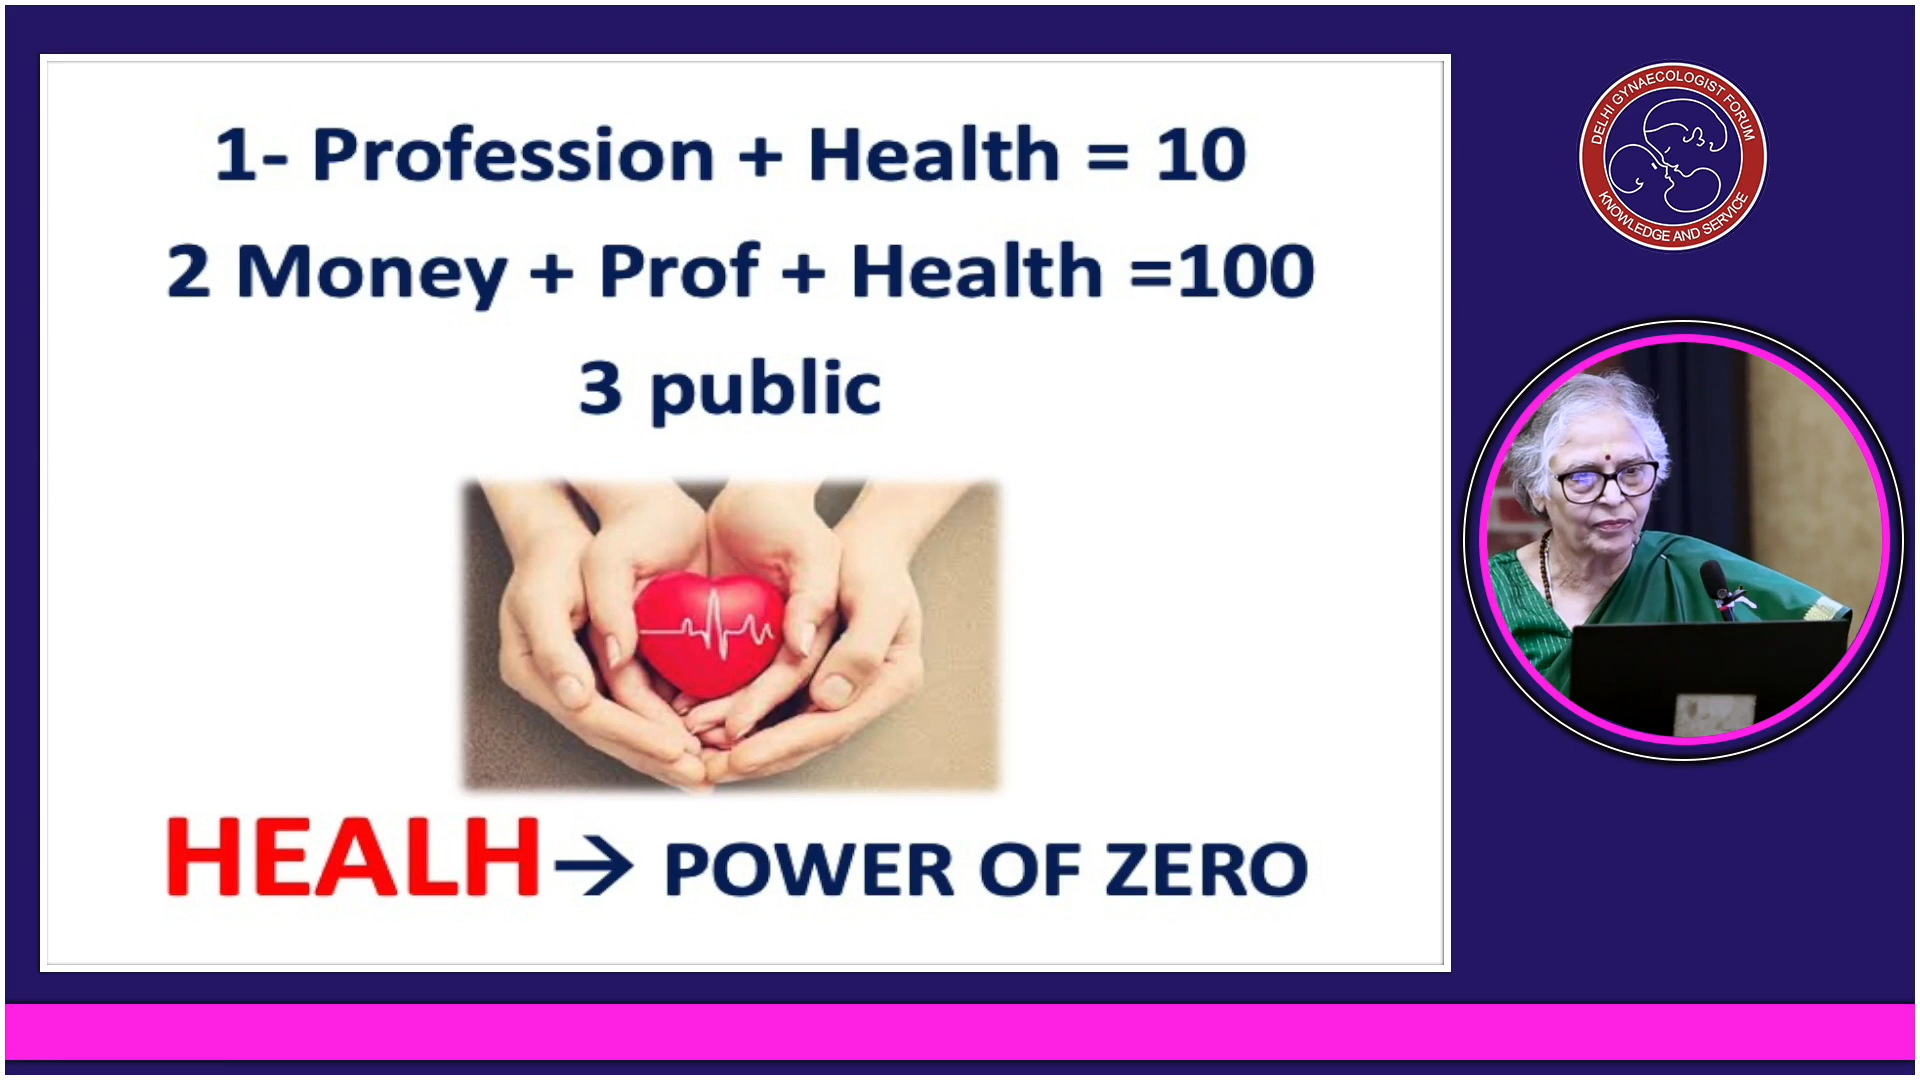 1- Profession + Health = 10
2 Money + Prof + Health =100
3 public
HEALH→ POWER OF ZERO
DELHI GYNAECOLOGIST FORUM
KNOWLEDGE AND SERVICE